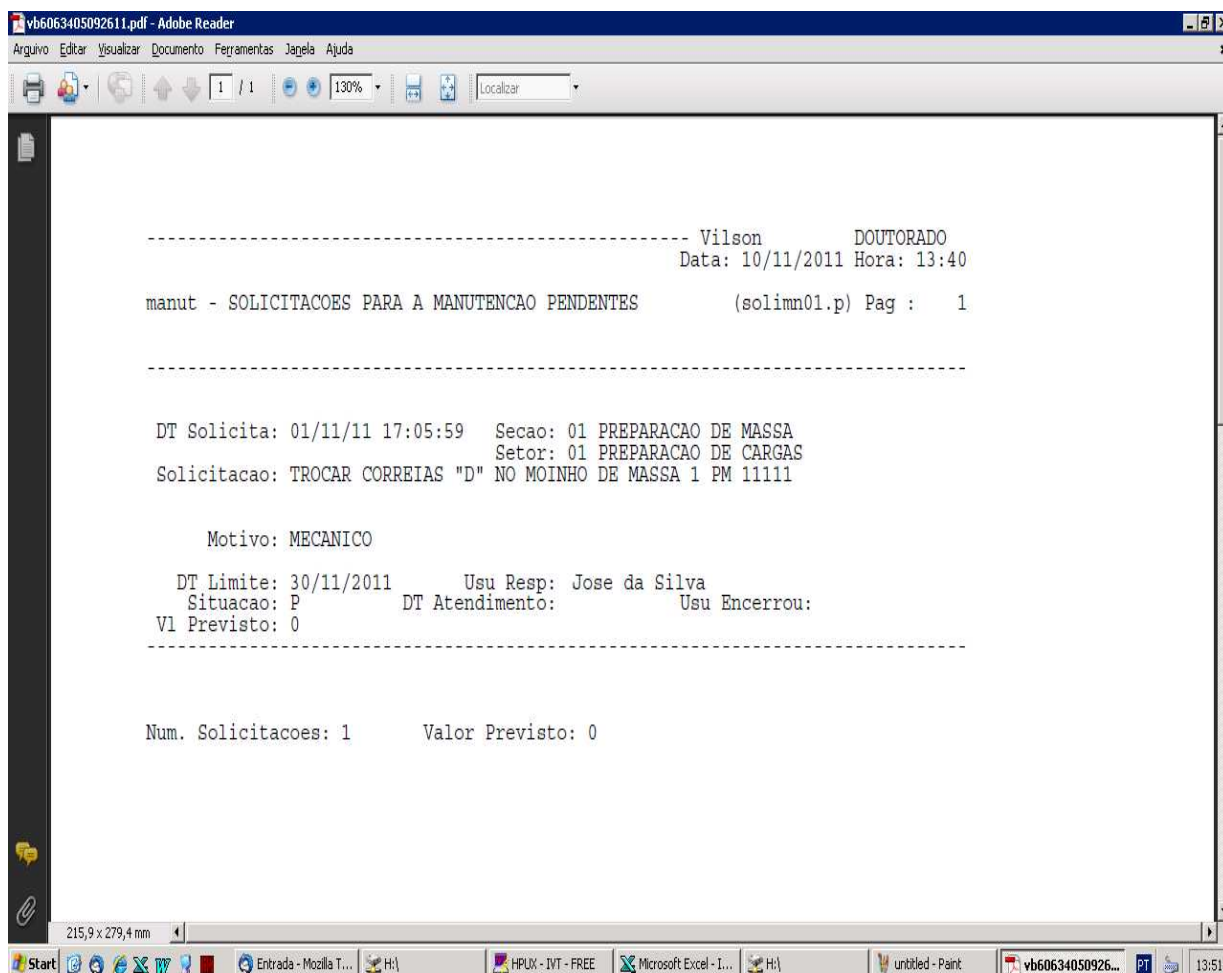 vb6063405092611.pdf - Adobe Reader
Arquivo Editar Visualizar Documento Ferramentas Janela Ajuda
1 / 1 130% Localizar
------------------------------------------------------ Vilson DOUTORADO
Data: 10/11/2011 Hora: 13:40
manut - SOLICITACOES PARA A MANUTENCAO PENDENTES (solimn01.p) Pag : 1
--------------------------------------------------------------------------------
DT Solicita: 01/11/11 17:05:59 Secao: 01 PREPARACAO DE MASSA
Setor: 01 PREPARACAO DE CARGAS
Solicitacao: TROCAR CORREIAS "D" NO MOINHO DE MASSA 1 PM 11111
Motivo: MECANICO
DT Limite: 30/11/2011 Usu Resp: Jose da Silva
Situacao: P DT Atendimento: Usu Encerrou:
Vl Previsto: 0
--------------------------------------------------------------------------------
Num. Solicitacoes: 1 Valor Previsto: 0
215,9 x 279,4 mm
Start Entrada - Mozilla T... H:\ HPUX - IVT - FREE Microsoft Excel - I... H:\ untitled - Paint vb60634050926... PT 13:51